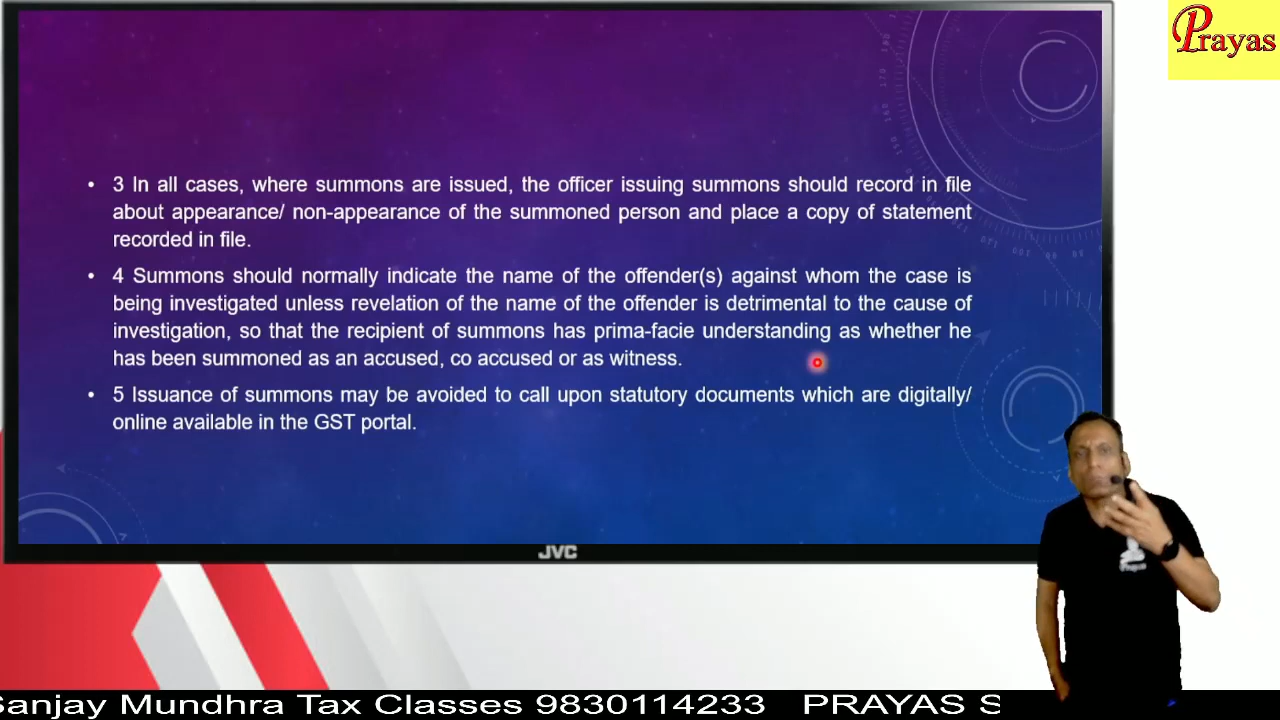 Prayas
• 3 In all cases, where summons are issued, the officer issuing summons should record in file
about appearance/ non-appearance of the summoned person and place a copy of statement
recorded in file.
• 4 Summons should normally indicate the name of the offender(s) against whom the case is
being investigated unless revelation of the name of the offender is detrimental to the cause of
investigation, so that the recipient of summons has prima-facie understanding as whether he
has been summoned as an accused, co accused or as witness.
• 5 Issuance of summons may be avoided to call upon statutory documents which are digitally/
online available in the GST portal.
JVC
Prayas
Sanjay Mundhra Tax Classes 9830114233 PRAYAS S